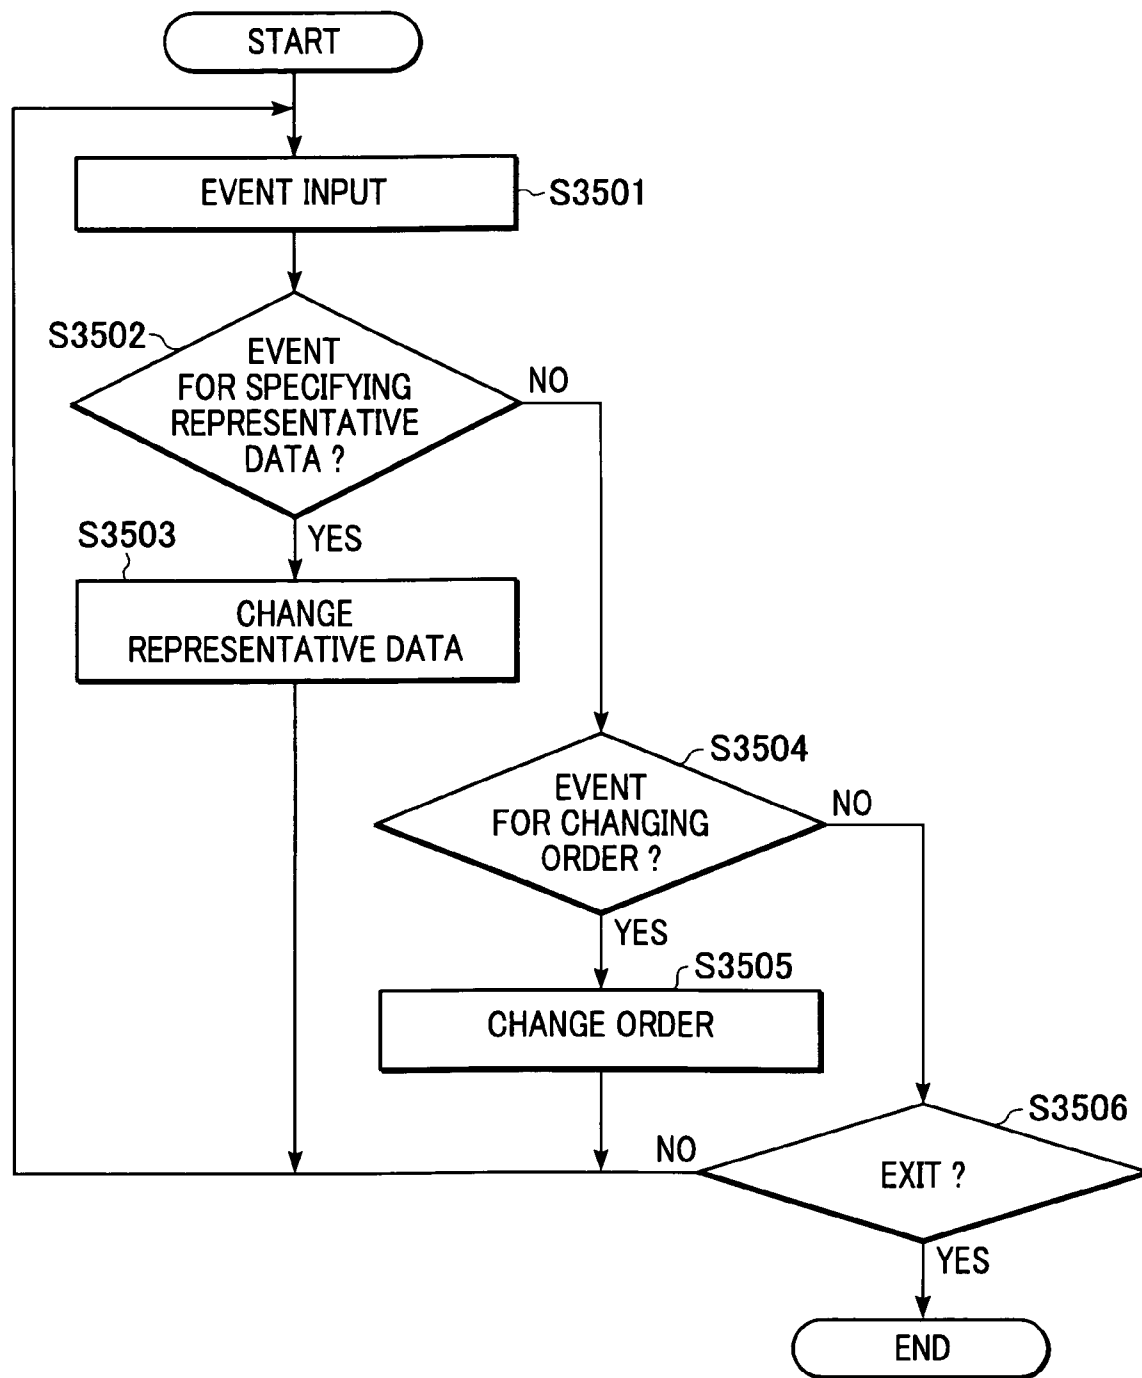 START
EVENT INPUT
S3501
S3502
EVENT
FOR SPECIFYING
REPRESENTATIVE
DATA ?
NO
YES
S3503
CHANGE
REPRESENTATIVE DATA
S3504
EVENT
FOR CHANGING
ORDER ?
NO
YES
S3505
CHANGE ORDER
S3506
NO
EXIT ?
YES
END